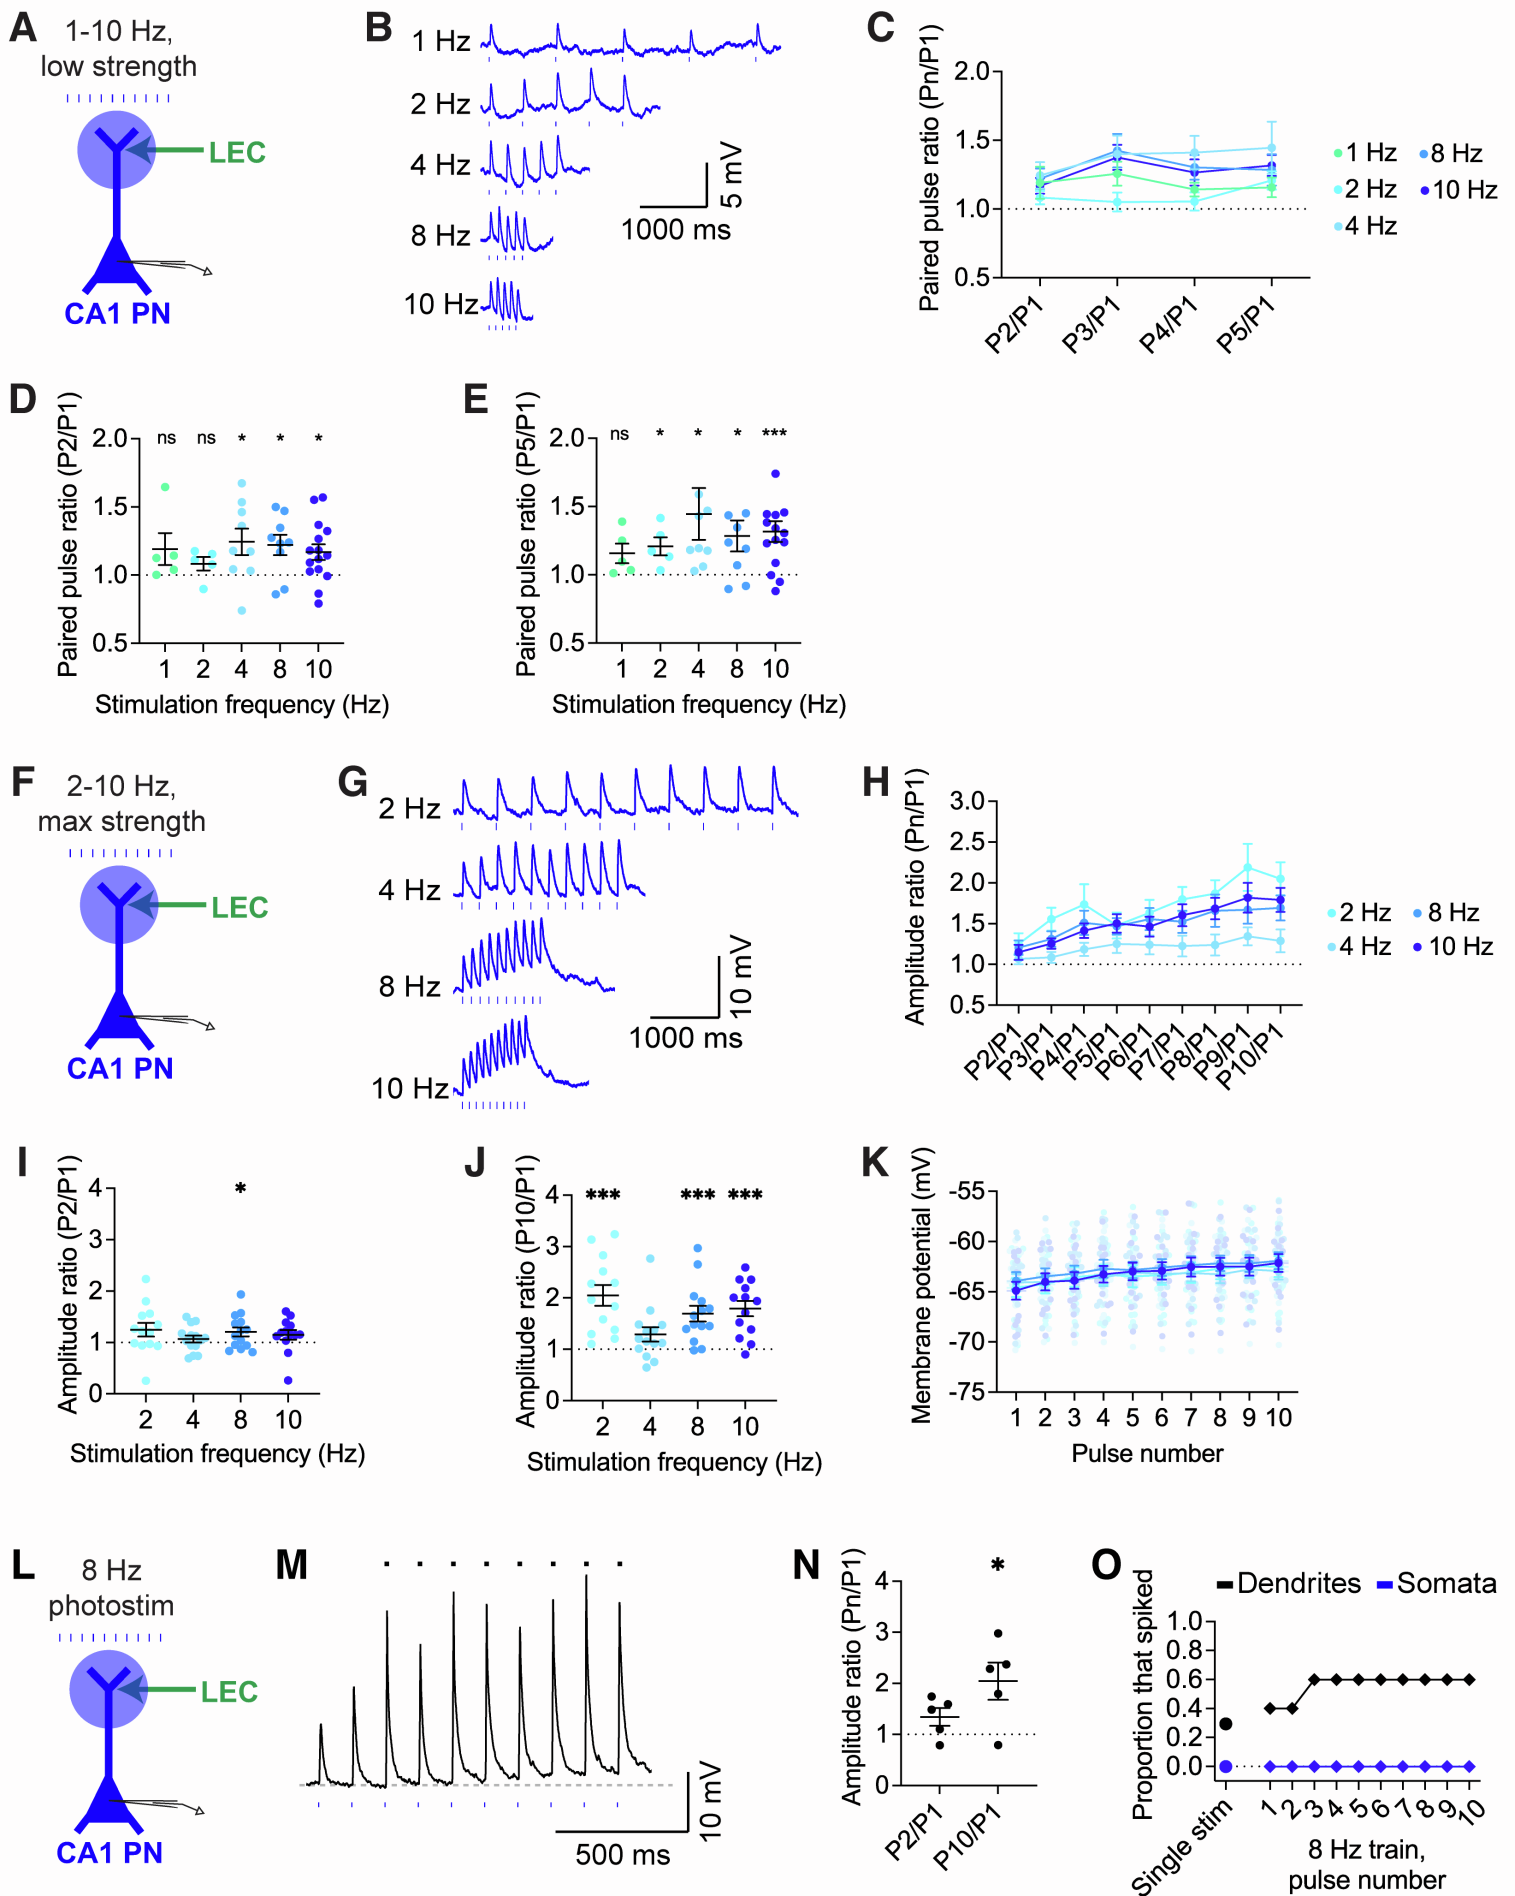 A
1-10 Hz,
low strength
LEC
CA1 PN
B
1 Hz
2 Hz
4 Hz
8 Hz
10 Hz
5 mV
1000 ms
C
Paired pulse ratio (Pn/P1)
2.0
1.5
1.0
0.5
P2/P1
P3/P1
P4/P1
P5/P1
1 Hz
2 Hz
4 Hz
8 Hz
10 Hz
D
Paired pulse ratio (P2/P1)
2.0
1.5
1.0
0.5
ns ns * * *
1 2 4 8 10
Stimulation frequency (Hz)
E
Paired pulse ratio (P5/P1)
2.0
1.5
1.0
0.5
ns * * * ***
1 2 4 8 10
Stimulation frequency (Hz)
F
2-10 Hz,
max strength
LEC
CA1 PN
G
2 Hz
4 Hz
8 Hz
10 Hz
10 mV
1000 ms
H
Amplitude ratio (Pn/P1)
3.0
2.5
2.0
1.5
1.0
0.5
P2/P1
P3/P1
P4/P1
P5/P1
P6/P1
P7/P1
P8/P1
P9/P1
P10/P1
2 Hz
4 Hz
8 Hz
10 Hz
I
Amplitude ratio (P2/P1)
4
3
2
1
0
*
2 4 8 10
Stimulation frequency (Hz)
J
Amplitude ratio (P10/P1)
4
3
2
1
0
*** *** ***
2 4 8 10
Stimulation frequency (Hz)
K
Membrane potential (mV)
-55
-60
-65
-70
-75
1 2 3 4 5 6 7 8 9 10
Pulse number
L
8 Hz
photostim
LEC
CA1 PN
M
10 mV
500 ms
N
Amplitude ratio (Pn/P1)
4
3
2
1
0
*
P2/P1
P10/P1
O
Dendrites Somata
Proportion that spiked
1.0
0.8
0.6
0.4
0.2
0.0
Single stim
1 2 3 4 5 6 7 8 9 10
8 Hz train,
pulse number